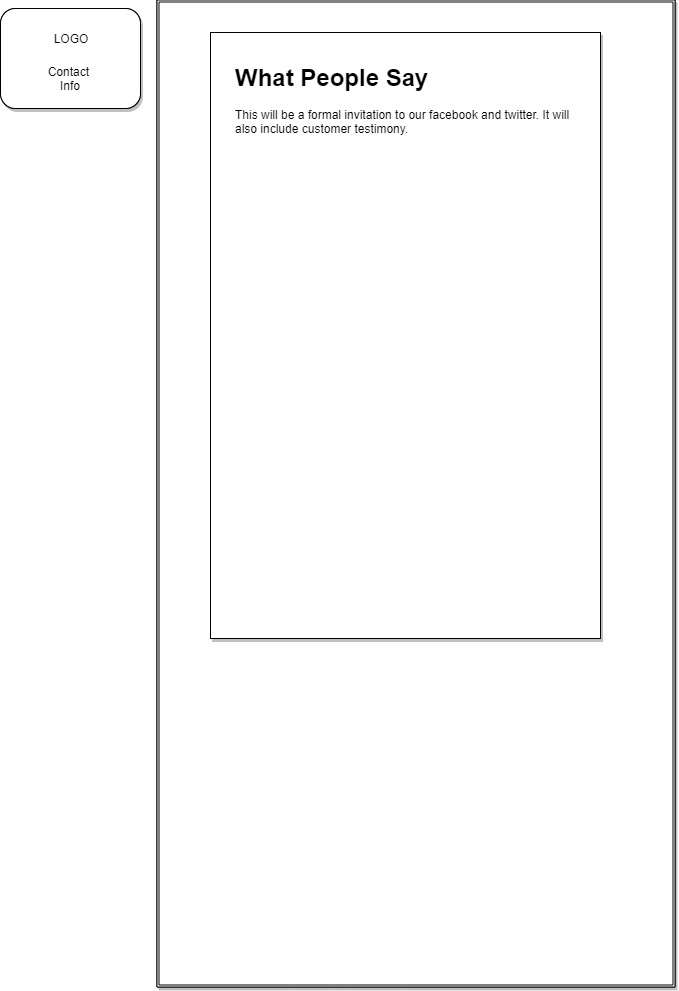 LOGO
Contact
Info
What People Say
This will be a formal invitation to our facebook and twitter. It will
also include customer testimony.